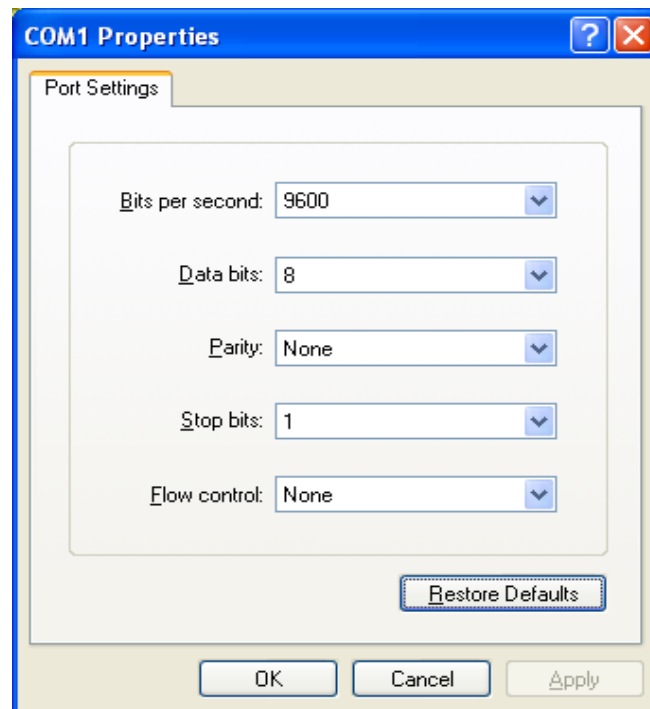 COM1 Properties
Port Settings
Bits per second: 9600
Data bits: 8
Parity: None
Stop bits: 1
Flow control: None
Restore Defaults
OK Cancel Apply